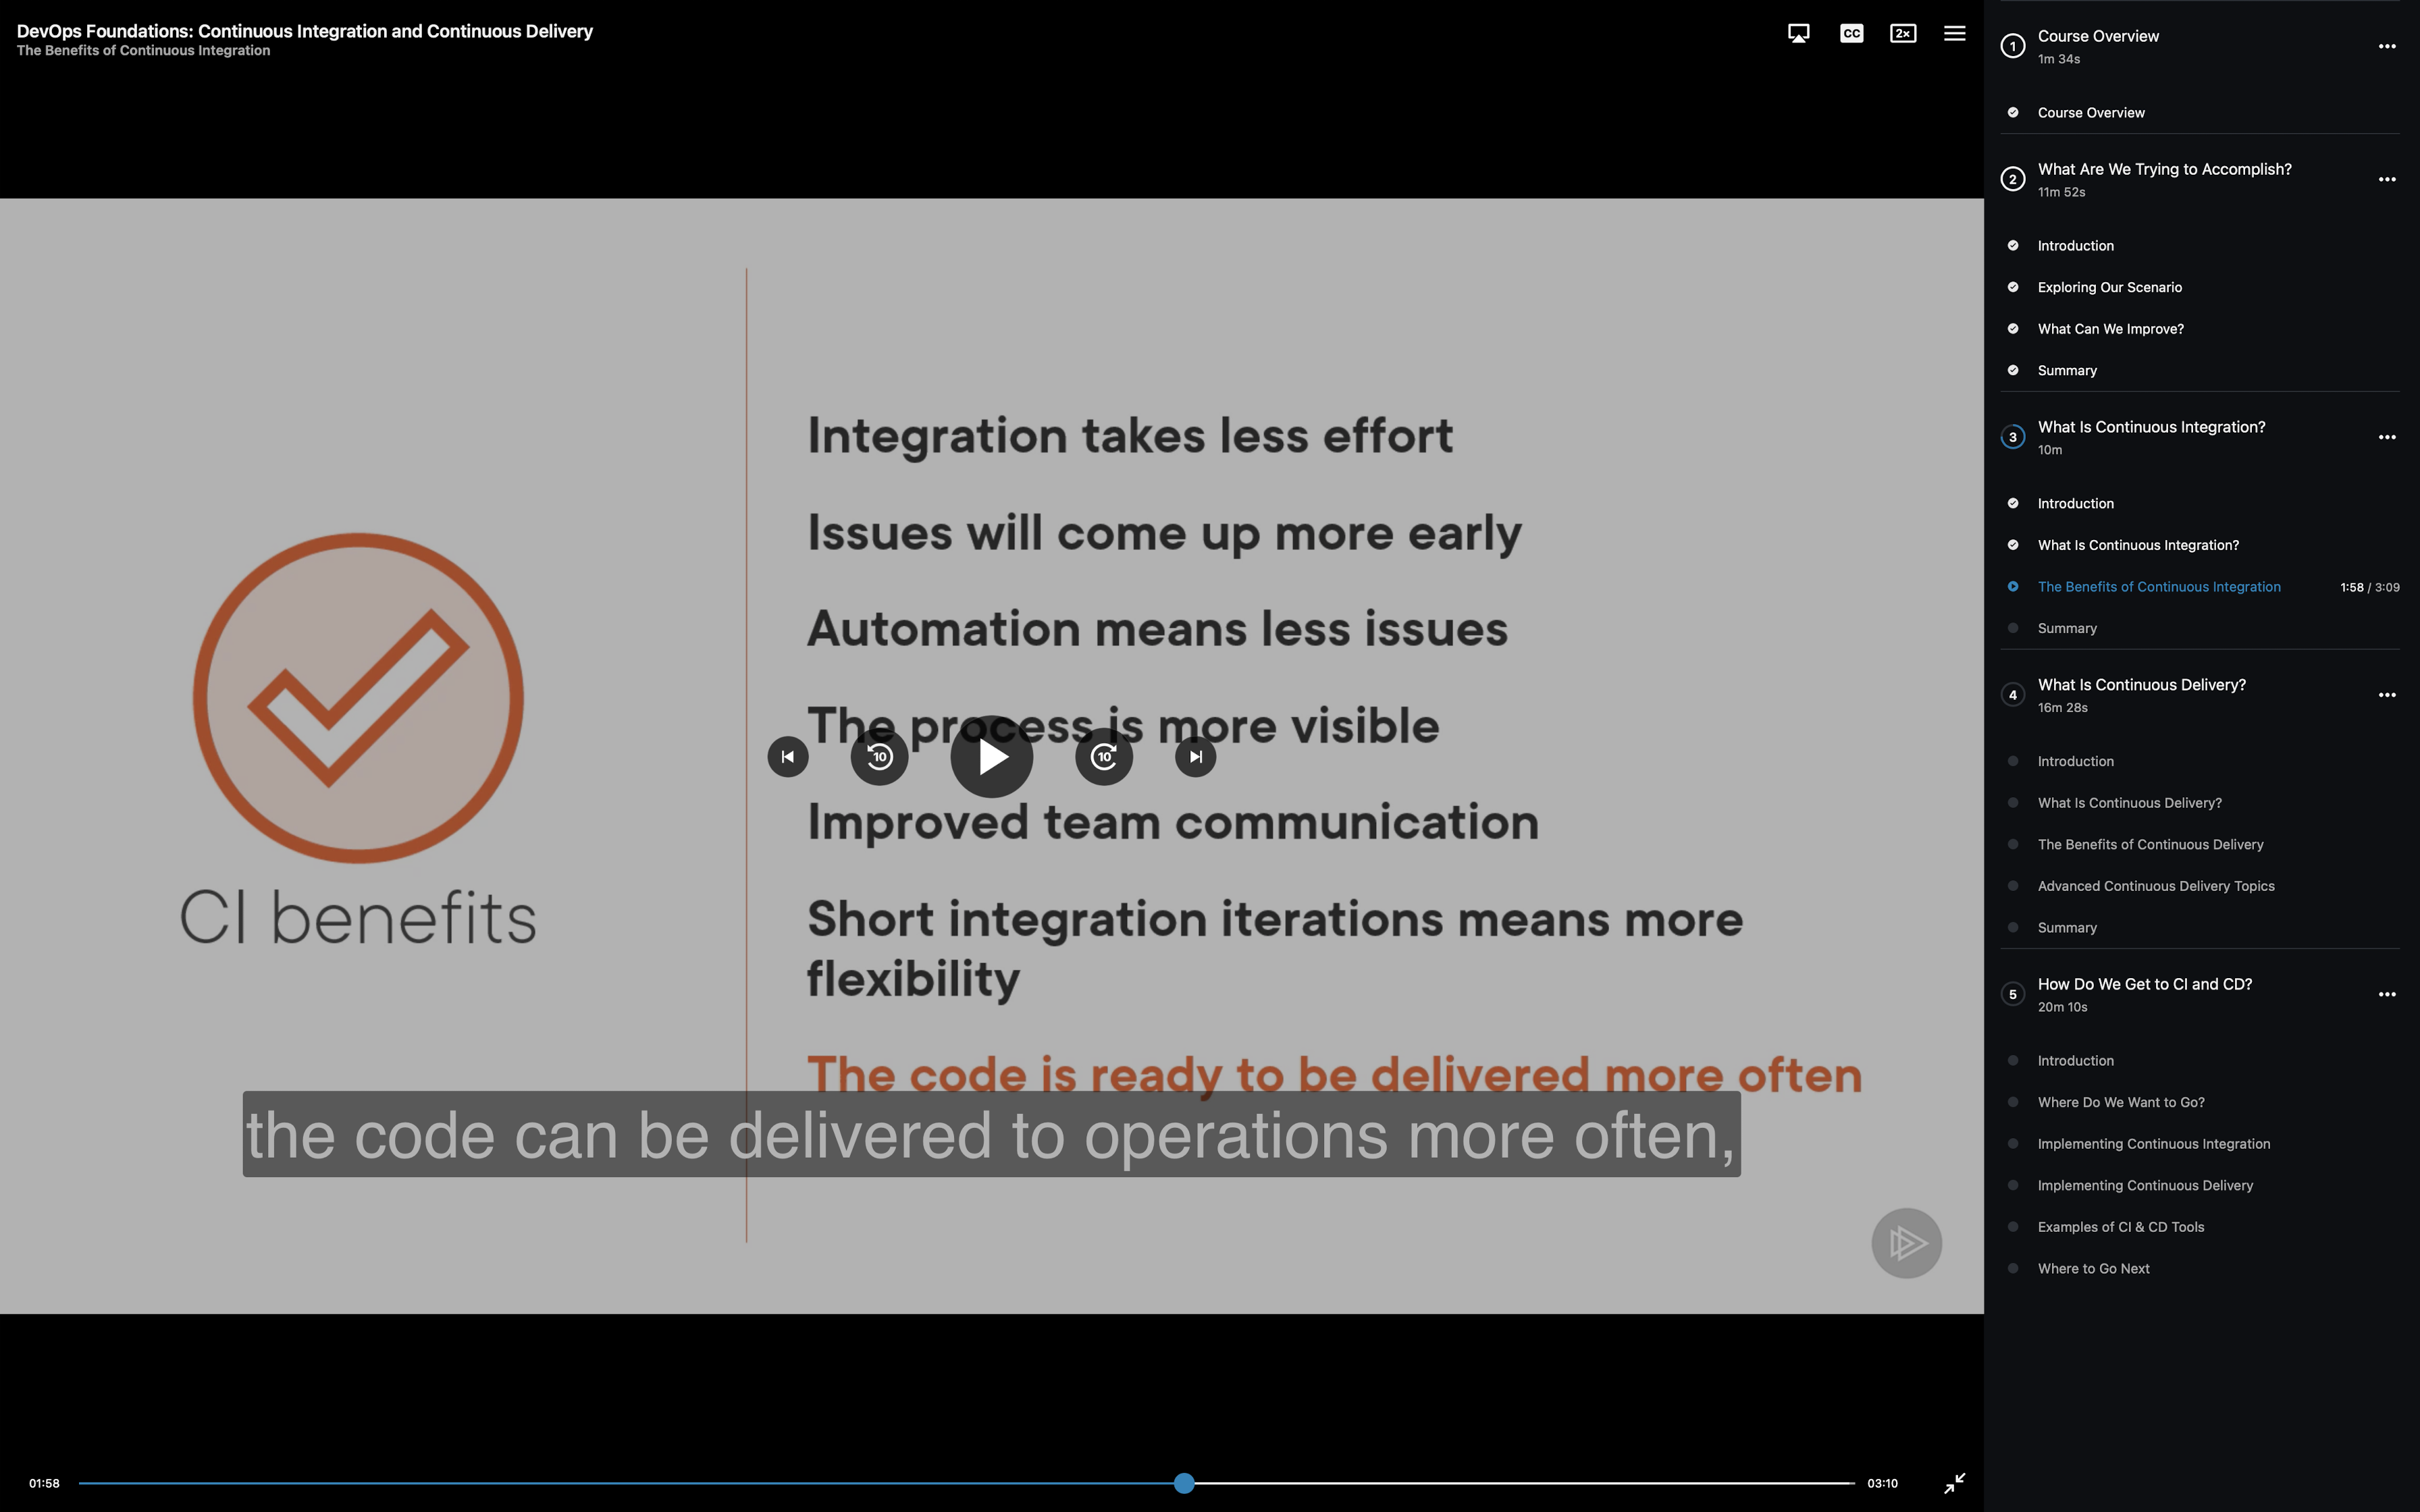 DevOps Foundations: Continuous Integration and Continuous Delivery
The Benefits of Continuous Integration
CC
2×
Integration takes less effort
Issues will come up more early
Automation means less issues
The process is more visible
10
10
Improved team communication
Short integration iterations means more
flexibility
The code is ready to be delivered more often
CI benefits
the code can be delivered to operations more often,
01:58
03:10
1
Course Overview
1m 34s
Course Overview
2
What Are We Trying to Accomplish?
11m 52s
Introduction
Exploring Our Scenario
What Can We Improve?
Summary
3
What Is Continuous Integration?
10m
Introduction
What Is Continuous Integration?
The Benefits of Continuous Integration 1:58 / 3:09
Summary
4
What Is Continuous Delivery?
16m 28s
Introduction
What Is Continuous Delivery?
The Benefits of Continuous Delivery
Advanced Continuous Delivery Topics
Summary
5
How Do We Get to CI and CD?
20m 10s
Introduction
Where Do We Want to Go?
Implementing Continuous Integration
Implementing Continuous Delivery
Examples of CI & CD Tools
Where to Go Next